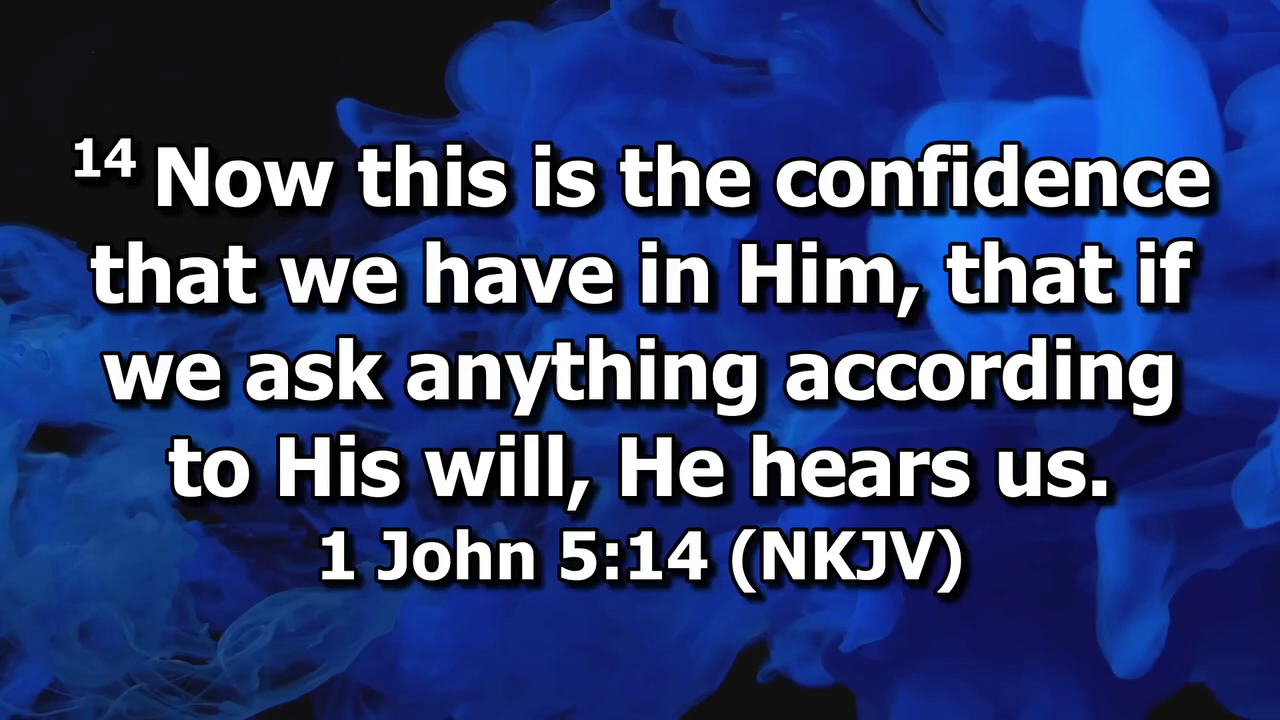 14 Now this is the confidence
that we have in Him, that if
we ask anything according
to His will, He hears us.
1 John 5:14 (NKJV)